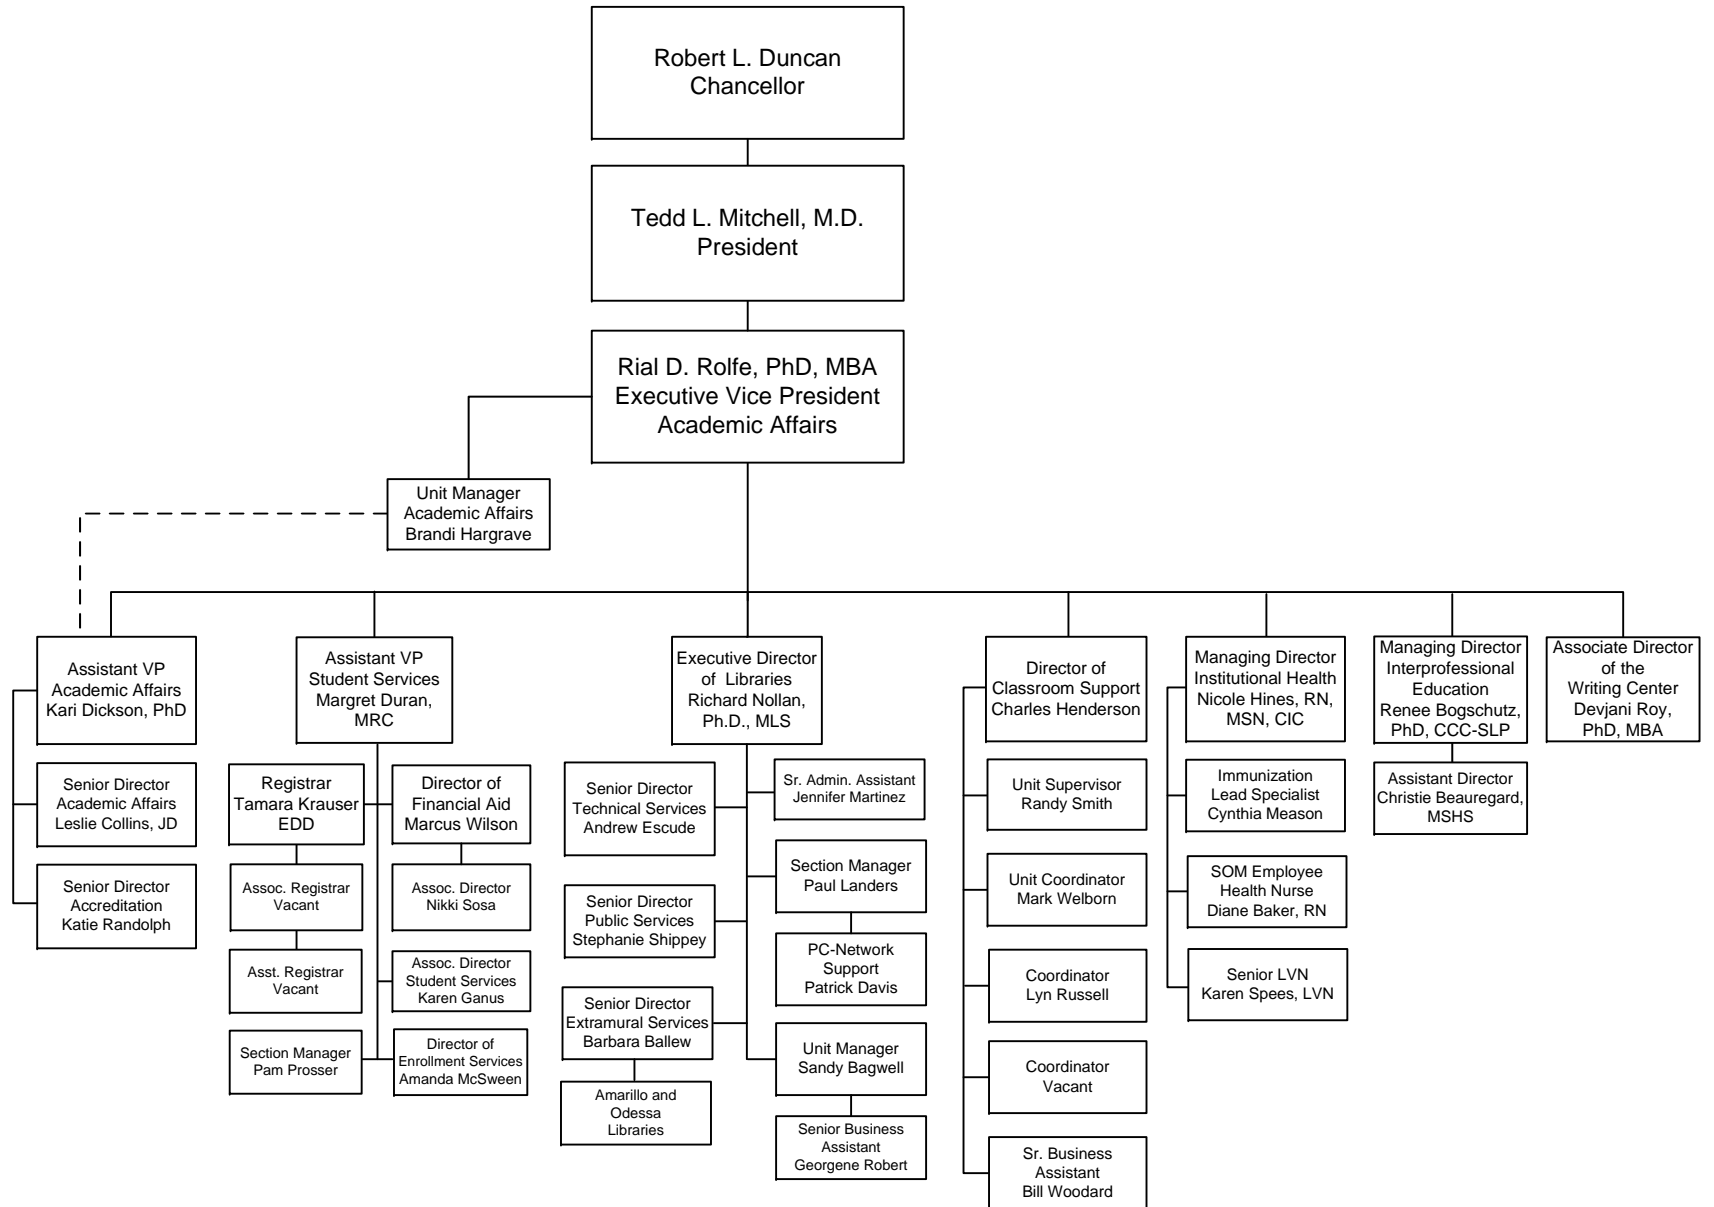 Robert L. Duncan
Chancellor
Tedd L. Mitchell, M.D.
President
Rial D. Rolfe, PhD, MBA
Executive Vice President
Academic Affairs
Unit Manager
Academic Affairs
Brandi Hargrave
Assistant VP
Academic Affairs
Kari Dickson, PhD
Senior Director
Academic Affairs
Leslie Collins, JD
Senior Director
Accreditation
Katie Randolph
Assistant VP
Student Services
Margret Duran,
MRC
Registrar
Tamara Krauser
EDD
Assoc. Registrar
Vacant
Asst. Registrar
Vacant
Section Manager
Pam Prosser
Director of
Financial Aid
Marcus Wilson
Assoc. Director
Nikki Sosa
Assoc. Director
Student Services
Karen Ganus
Director of
Enrollment Services
Amanda McSween
Executive Director
of Libraries
Richard Nollan,
Ph.D., MLS
Senior Director
Technical Services
Andrew Escude
Senior Director
Public Services
Stephanie Shippey
Senior Director
Extramural Services
Barbara Ballew
Amarillo and
Odessa
Libraries
Sr. Admin. Assistant
Jennifer Martinez
Section Manager
Paul Landers
PC-Network
Support
Patrick Davis
Unit Manager
Sandy Bagwell
Senior Business
Assistant
Georgene Robert
Director of
Classroom Support
Charles Henderson
Unit Supervisor
Randy Smith
Unit Coordinator
Mark Welborn
Coordinator
Lyn Russell
Coordinator
Vacant
Sr. Business
Assistant
Bill Woodard
Managing Director
Institutional Health
Nicole Hines, RN,
MSN, CIC
Immunization
Lead Specialist
Cynthia Meason
SOM Employee
Health Nurse
Diane Baker, RN
Senior LVN
Karen Spees, LVN
Managing Director
Interprofessional
Education
Renee Bogschutz,
PhD, CCC-SLP
Assistant Director
Christie Beauregard,
MSHS
Associate Director
of the
Writing Center
Devjani Roy,
PhD, MBA